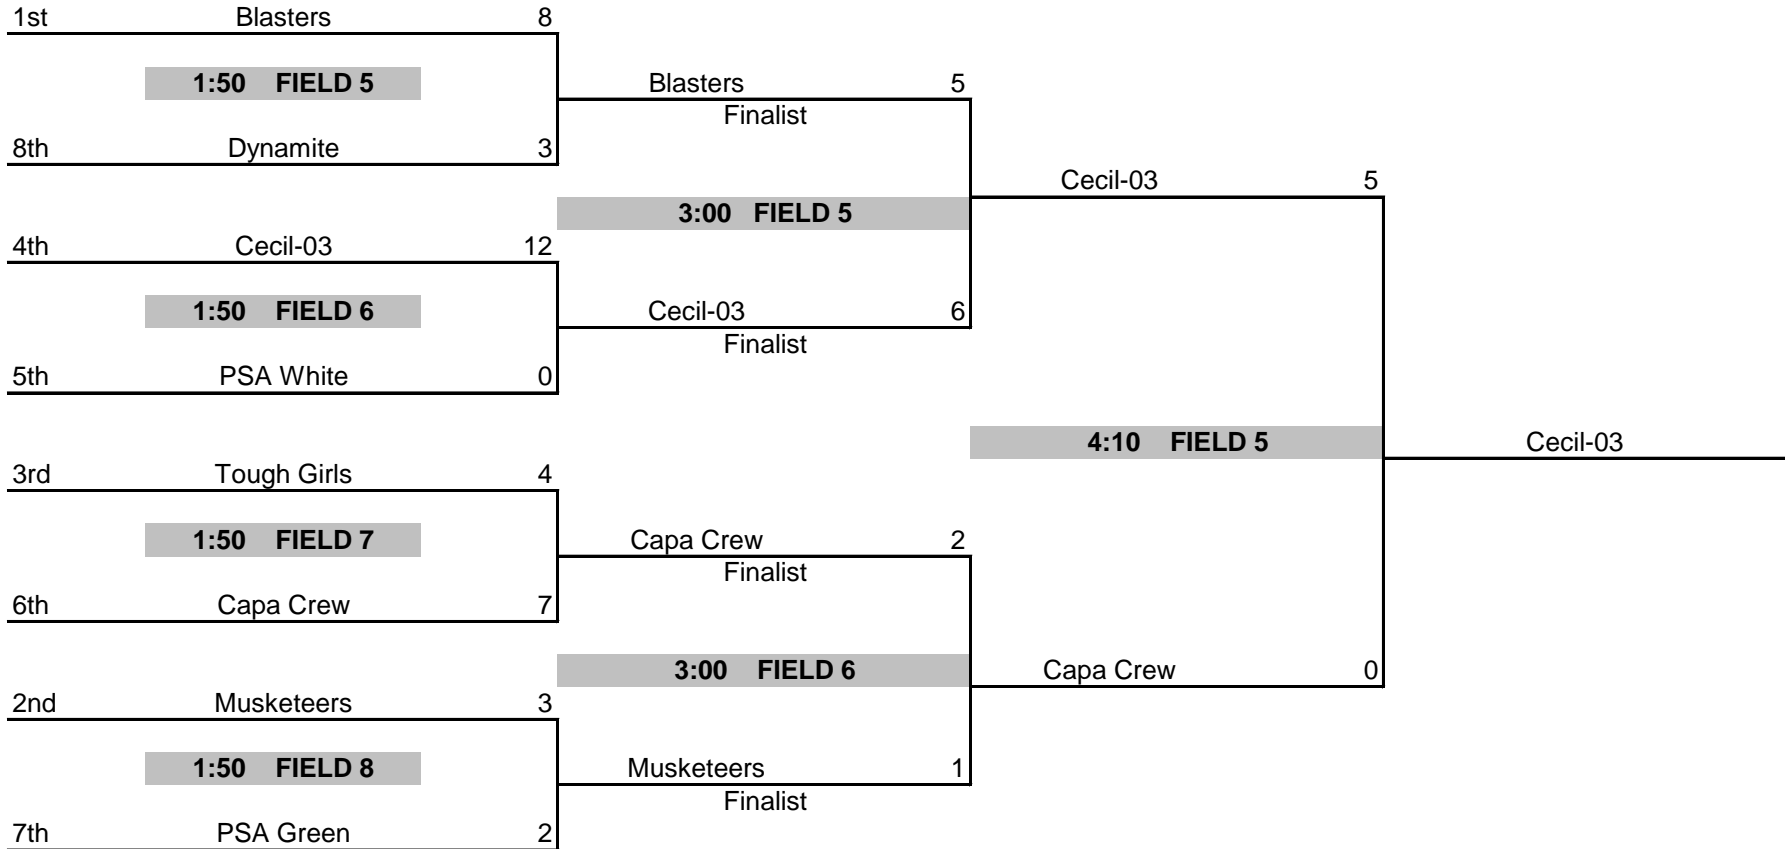 1st Blasters 8
1:50 FIELD 5 Blasters 5
Finalist
8th Dynamite 3
Cecil-03 5
3:00 FIELD 5
4th Cecil-03 12
1:50 FIELD 6 Cecil-03 6
Finalist
5th PSA White 0
4:10 FIELD 5 Cecil-03
3rd Tough Girls 4
1:50 FIELD 7 Capa Crew 2
Finalist
6th Capa Crew 7
3:00 FIELD 6 Capa Crew 0
2nd Musketeers 3
1:50 FIELD 8 Musketeers 1
Finalist
7th PSA Green 2